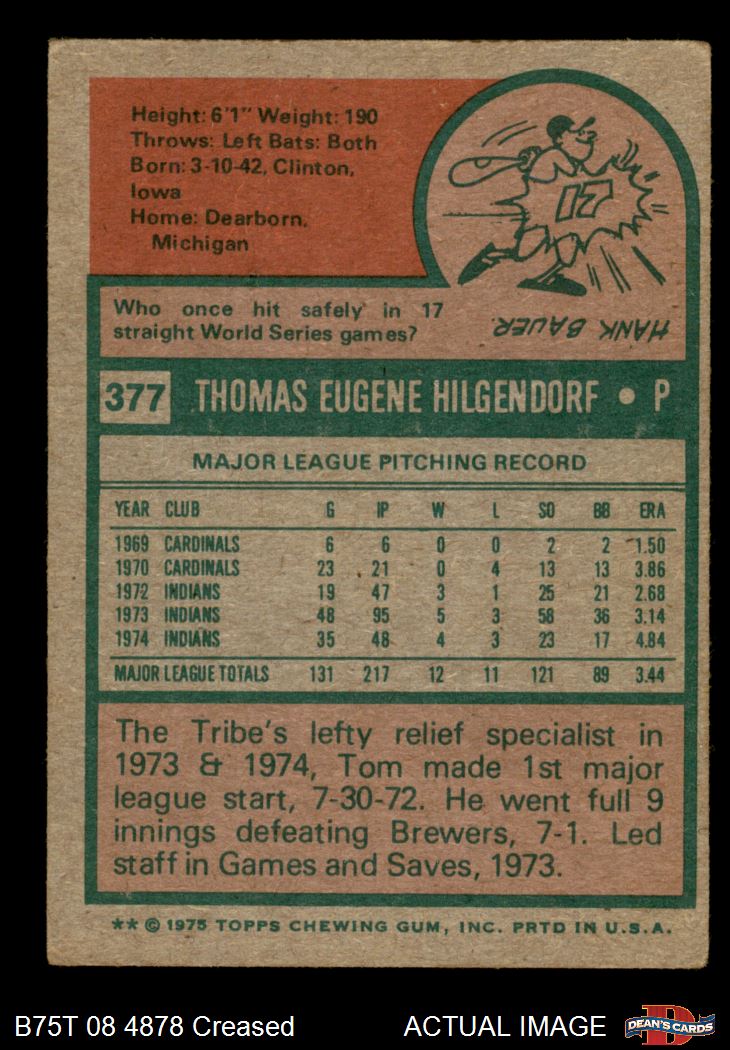 Height: 6'1" Weight: 190
Throws: Left Bats: Both
Born: 3-10-42, Clinton,
Iowa
Home: Dearborn,
Michigan
17
Who once hit safely in 17
straight World Series games?
HANK BAUER
377 THOMAS EUGENE HILGENDORF • P
MAJOR LEAGUE PITCHING RECORD
YEAR CLUB G IP W L SO BB ERA
1969 CARDINALS 6 6 0 0 2 2 1.50
1970 CARDINALS 23 21 0 4 13 13 3.86
1972 INDIANS 19 47 3 1 25 21 2.68
1973 INDIANS 48 95 5 3 58 36 3.14
1974 INDIANS 35 48 4 3 23 17 4.84
MAJOR LEAGUE TOTALS 131 217 12 11 121 89 3.44
The Tribe's lefty relief specialist in
1973 & 1974, Tom made 1st major
league start, 7-30-72. He went full 9
innings defeating Brewers, 7-1. Led
staff in Games and Saves, 1973.
** © 1975 TOPPS CHEWING GUM, INC. PRTD IN U.S.A.
B75T 08 4878 Creased ACTUAL IMAGE
D
DEAN'S CARDS